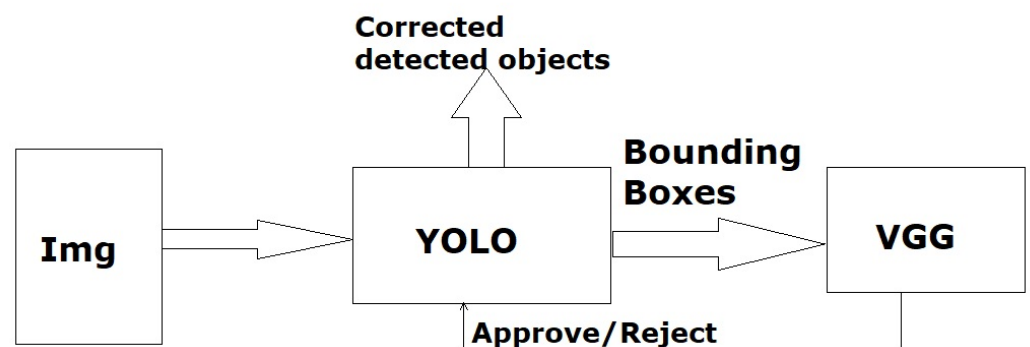 Corrected
detected objects
Img
YOLO
Bounding
Boxes
VGG
Approve/Reject